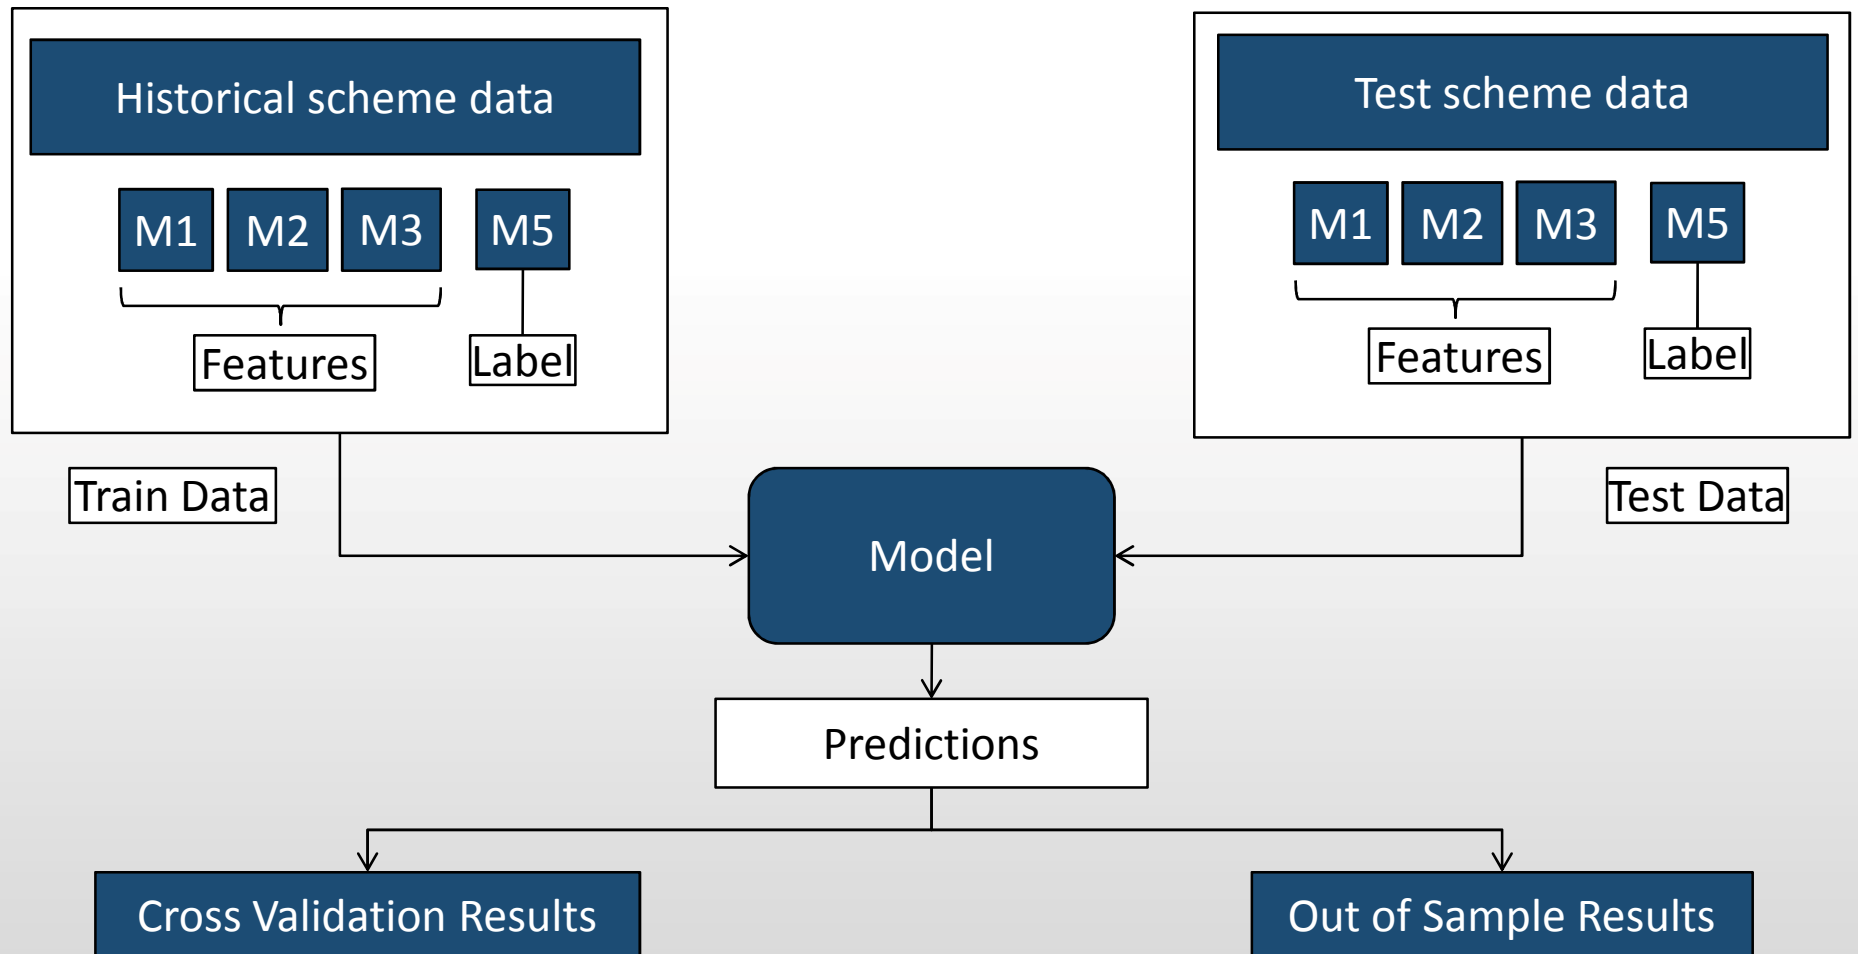 Historical scheme data
M1 M2 M3 M5
Features Label
Train Data
Test scheme data
M1 M2 M3 M5
Features Label
Test Data
Model
Predictions
Cross Validation Results
Out of Sample Results